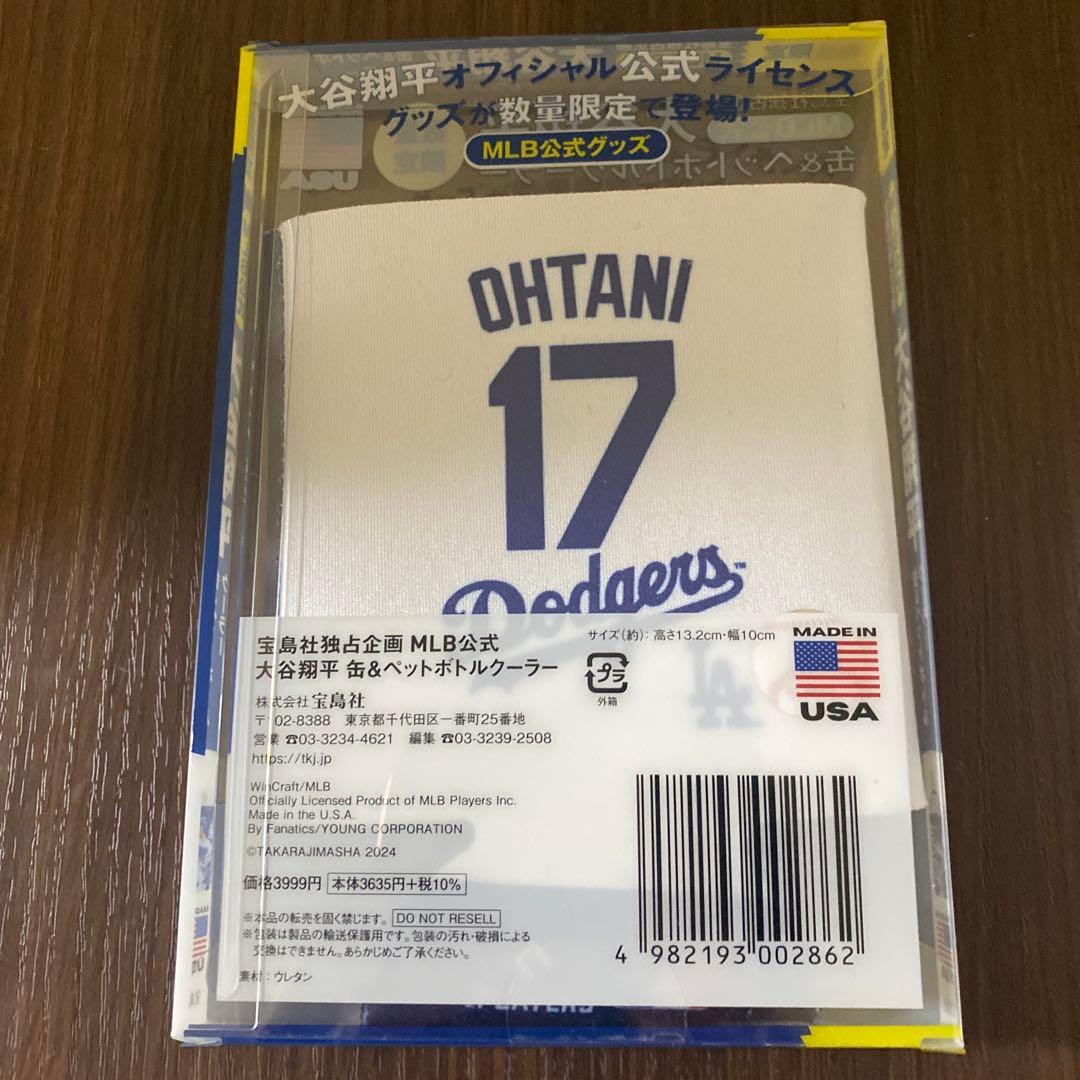 大谷翔平オフィシャル公式ライセンス
グッズが数量限定で登場!
MLB公式グッズ
OHTANI
17
Dodgers™
宝島社独占企画 MLB公式
大谷翔平 缶&ペットボトルクーラー
株式会社 宝島社
〒102-8388 東京都千代田区一番町25番地
営業 ☎03-3234-4621 編集 ☎03-3239-2508
https://tkj.jp
WinCraft/MLB
Officially Licensed Product of MLB Players Inc.
Made in the U.S.A.
By Fanatics/YOUNG CORPORATION
©TAKARAJIMASHA 2024
価格3999円 本体3635円+税10%
※本品の転売を固く禁じます。 DO NOT RESELL
※包装は製品の輸送保護用です。包装の汚れ・破損による
交換はできません。あらかじめご了承ください。
素材:ウレタン
サイズ(約):高さ13.2cm・幅10cm
プラ
外箱
MADE IN
USA
4 982193 002862
LA
PLAYERS